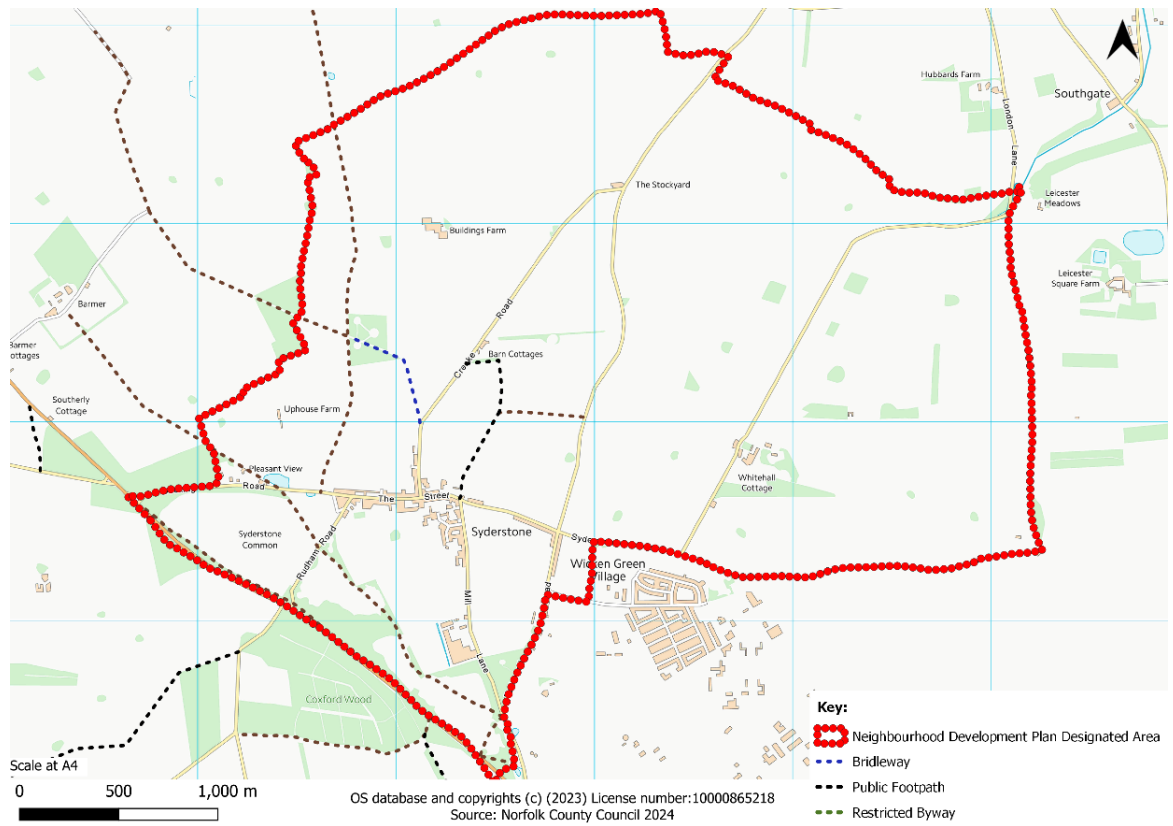 Hubbards Farm
Southgate
London
Lane
The Stockyard
Leicester
Meadows
Buildings Farm
Leicester
Square Farm
Barmer
Road
Creake
Barn Cottages
Barmer
ottages
Southerly
Cottage
Uphouse Farm
Pleasant View
Road
The Street
Whitehall
Cottage
Syderstone
Common
Syderstone
Syde
Rudham Road
Wicken Green
Village
ad
Mill
Lane
Coxford Wood
Key:
Neighbourhood Development Plan Designated Area
Bridleway
Public Footpath
Restricted Byway
Scale at A4
0 500 1,000 m
OS database and copyrights (c) (2023) License number:10000865218
Source: Norfolk County Council 2024